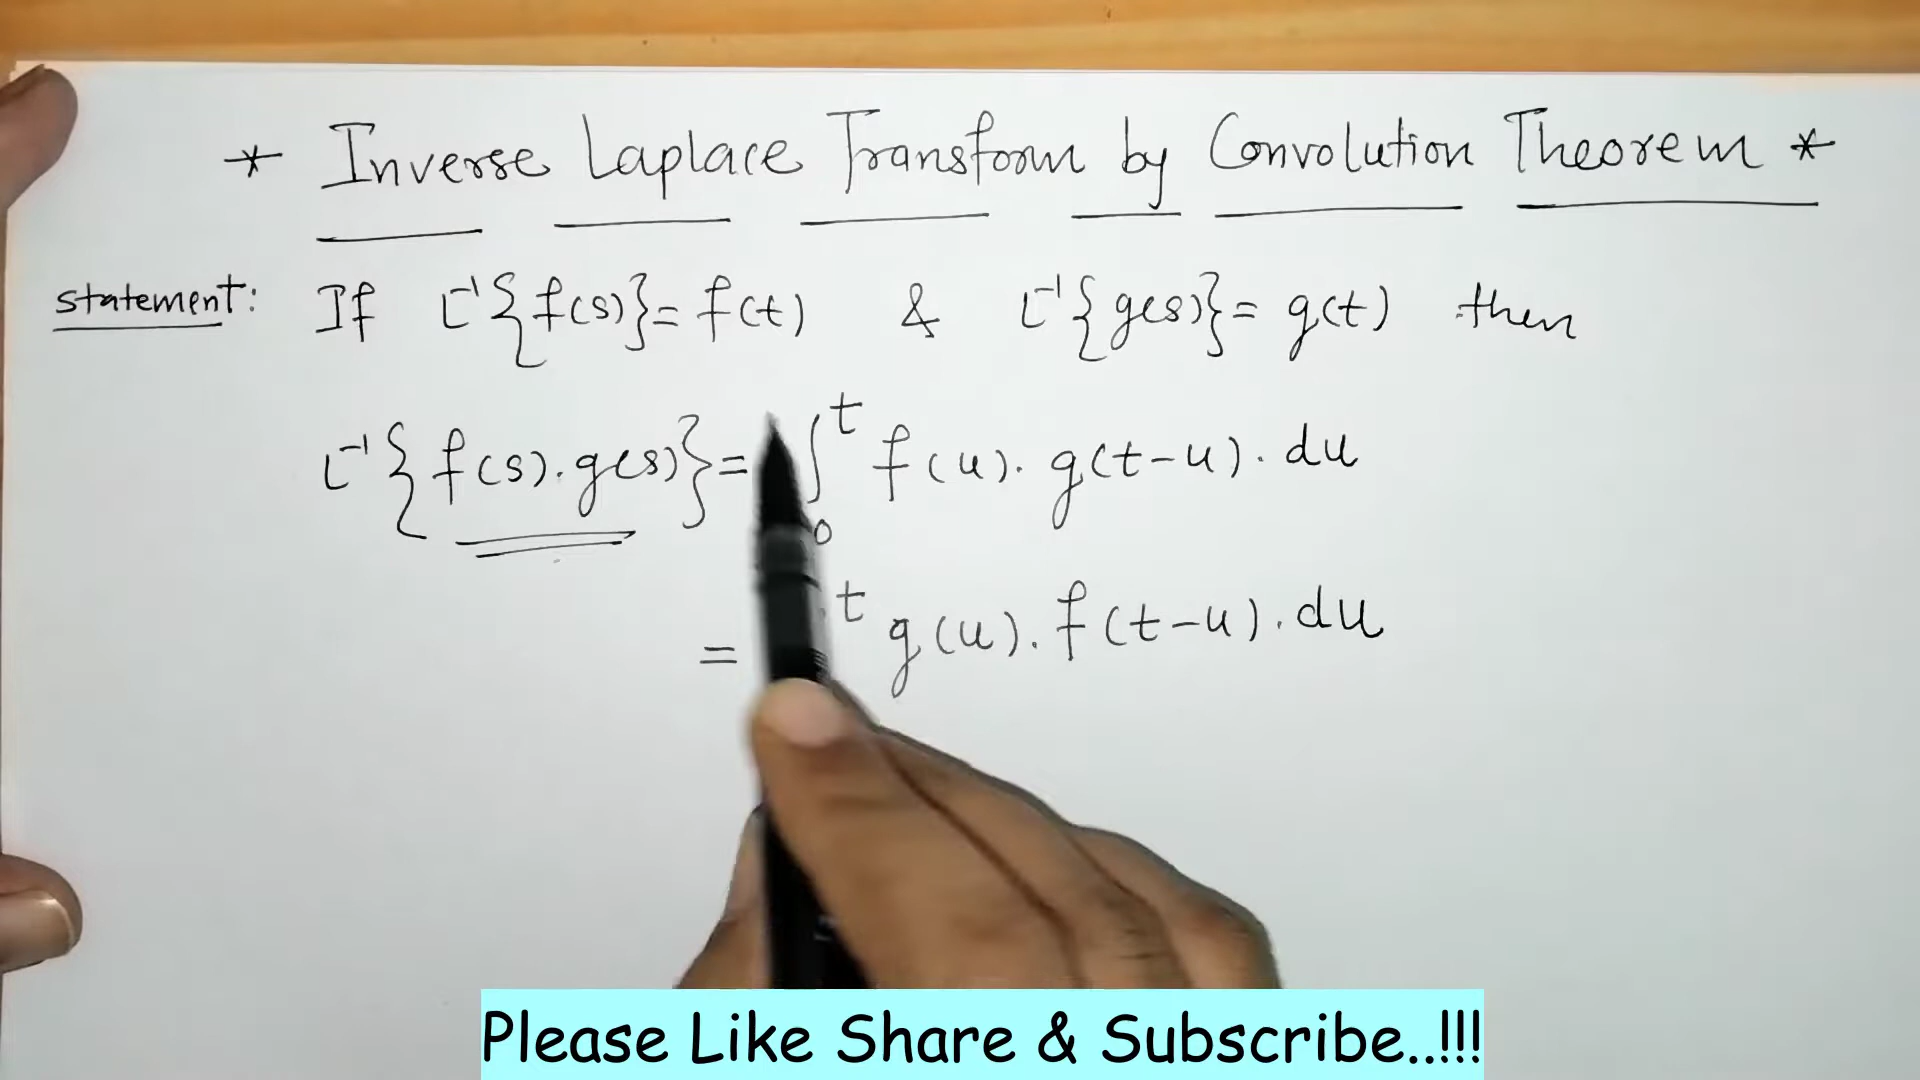 * Inverse Laplace Transform by Convolution Theorem *
statement: If L⁻¹{f(s)}= f(t) & L⁻¹{g(s)}= g(t) then
L⁻¹{f(s).g(s)}= ∫₀ᵗ f(u). g(t-u). du
= ᵗ g(u). f(t-u). du
Please Like Share & Subscribe..!!!